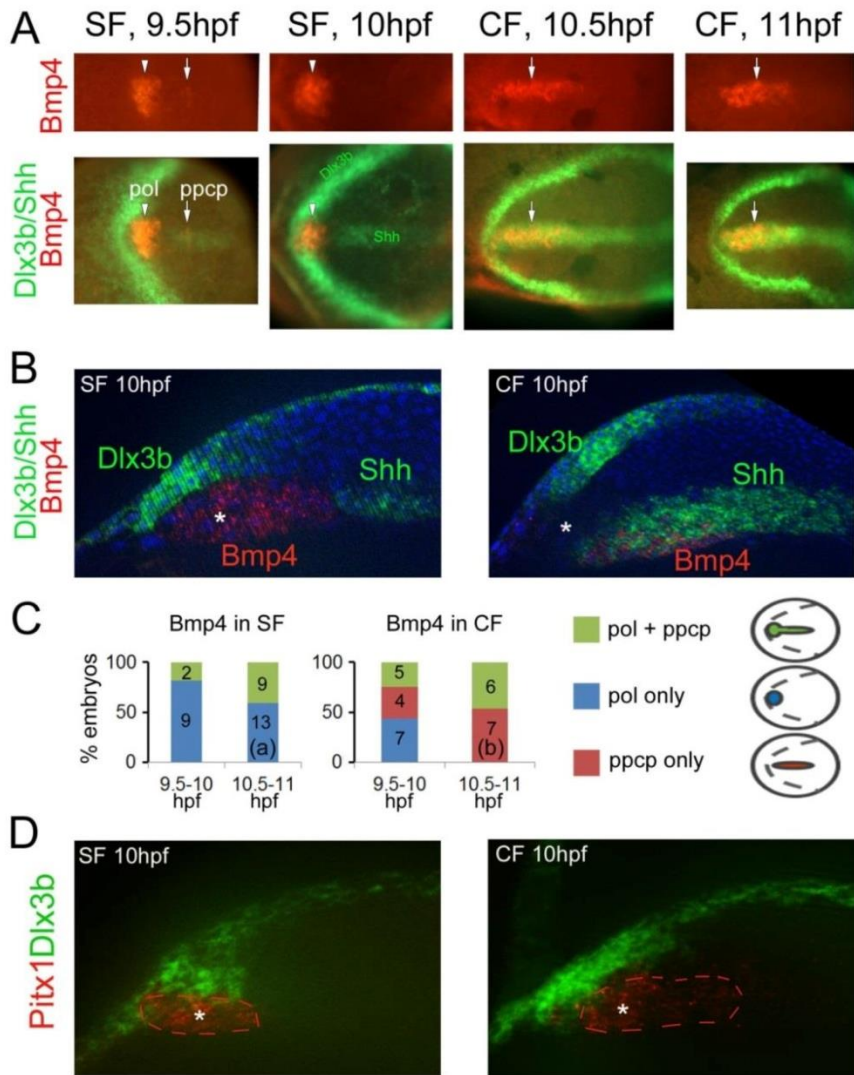 A
SF, 9.5hpf
SF, 10hpf
CF, 10.5hpf
CF, 11hpf
Bmp4
Dlx3b/Shh
Bmp4
pol
ppcp
Dlx3b
Shh
B
SF 10hpf
CF 10hpf
Dlx3b/Shh
Bmp4
Dlx3b
Shh
Bmp4
*
Dlx3b
Shh
Bmp4
*
C
Bmp4 in SF
Bmp4 in CF
% embryos
100
50
0
2
9
9
13
(a)
9.5-10
hpf
10.5-11
hpf
100
50
0
5
4
7
6
7
(b)
9.5-10
hpf
10.5-11
hpf
pol + ppcp
pol only
ppcp only
D
SF 10hpf
CF 10hpf
Pitx1Dlx3b
*
*